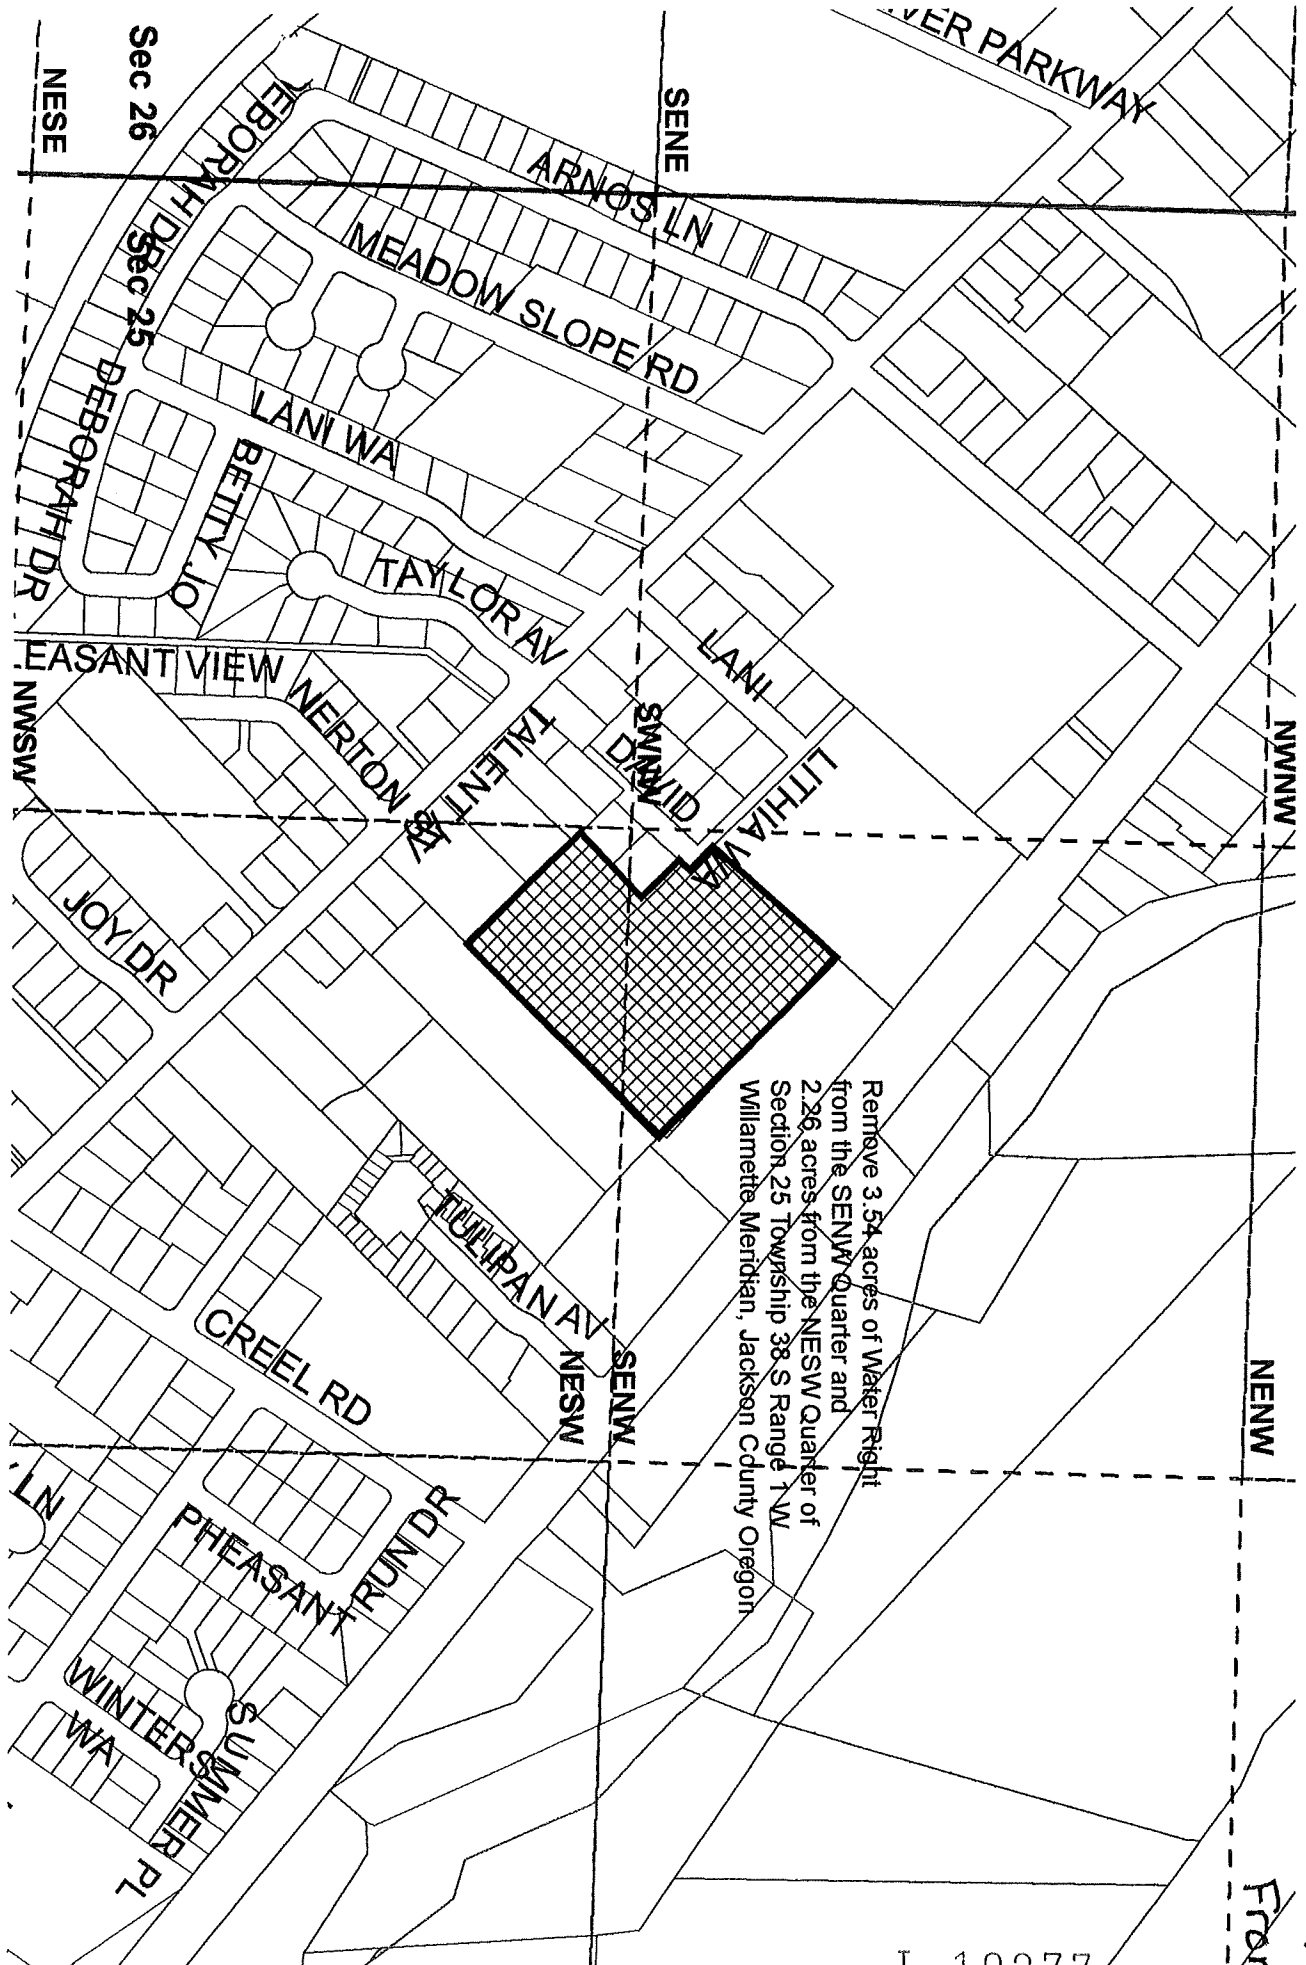 Sec 26
NESE
SENE
ARNOS LN
MEADOW SLOPE RD
Sec 25
DEBORAH DR
LANI WA
BETTY JO
TAYLOR AV
LANI
DAVID
SWNW
LITHIA WA
TALENT AV
NWSW
NWNW
JOY DR
Remove 3.54 acres of Water Right
from the SENW Quarter and
2.26 acres from the NESW Quarter of
Section 25 Township 38 S Range 1 W
Willamette Meridian, Jackson County Oregon
TULIPAN AV
CREEL RD
NESW
SENW
NENW
LN
PHEASANT
RUN DR
WINTERS
WA
SUMMER PL